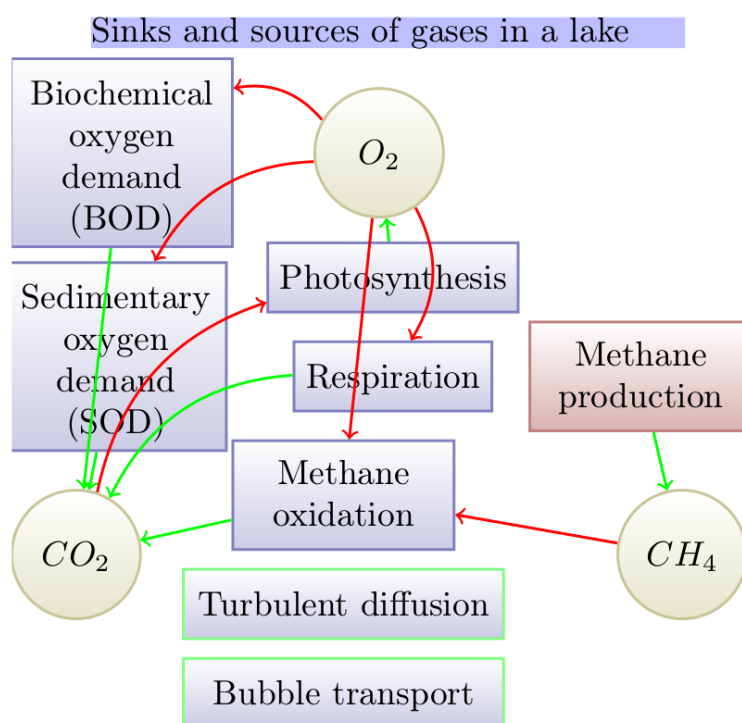 Sinks and sources of gases in a lake
Biochemical
oxygen
demand
(BOD)
O₂
Photosynthesis
Sedimentary
oxygen
demand
(SOD)
Respiration
Methane
production
Methane
oxidation
CO₂
CH₄
Turbulent diffusion
Bubble transport